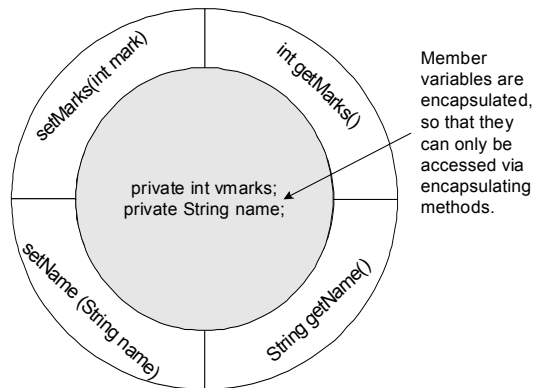 setMarks(int mark)
int getMarks()
private int vmarks;
private String name;
setName (String name)
String getName()
Member
variables are
encapsulated,
so that they
can only be
accessed via
encapsulating
methods.